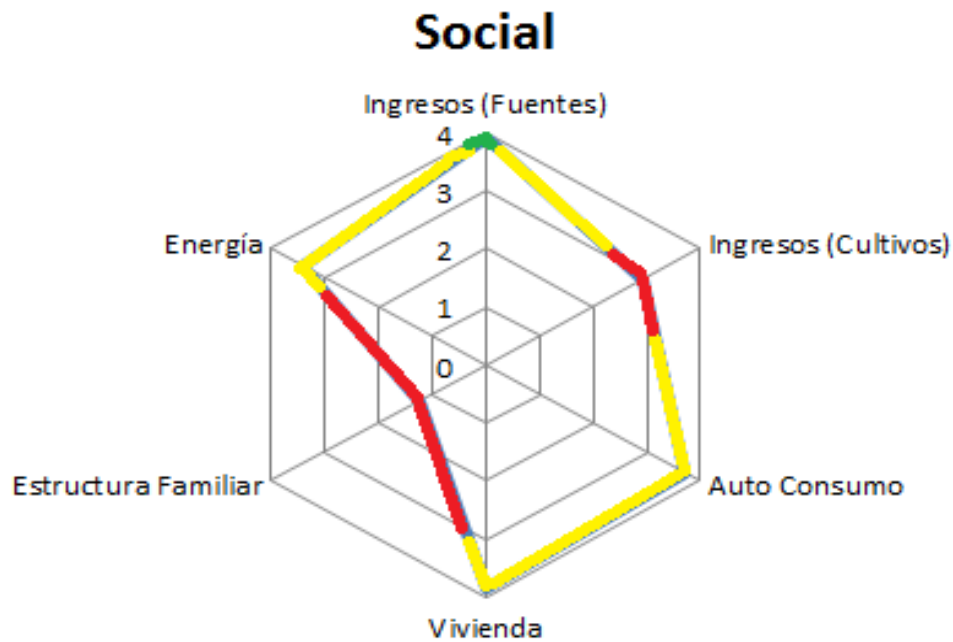 Social
Ingresos (Fuentes)
4
3
2
1
0
Energía
Ingresos (Cultivos)
Estructura Familiar
Auto Consumo
Vivienda